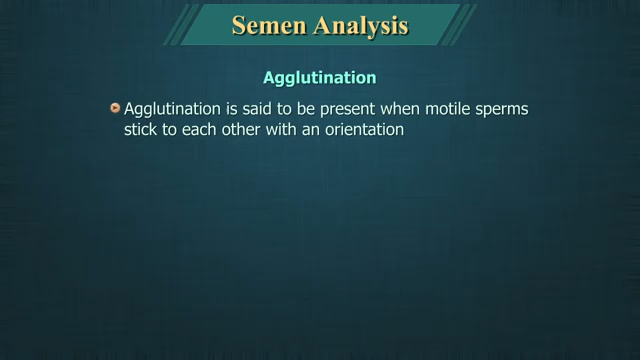 Semen Analysis
Agglutination
Agglutination is said to be present when motile sperms
stick to each other with an orientation